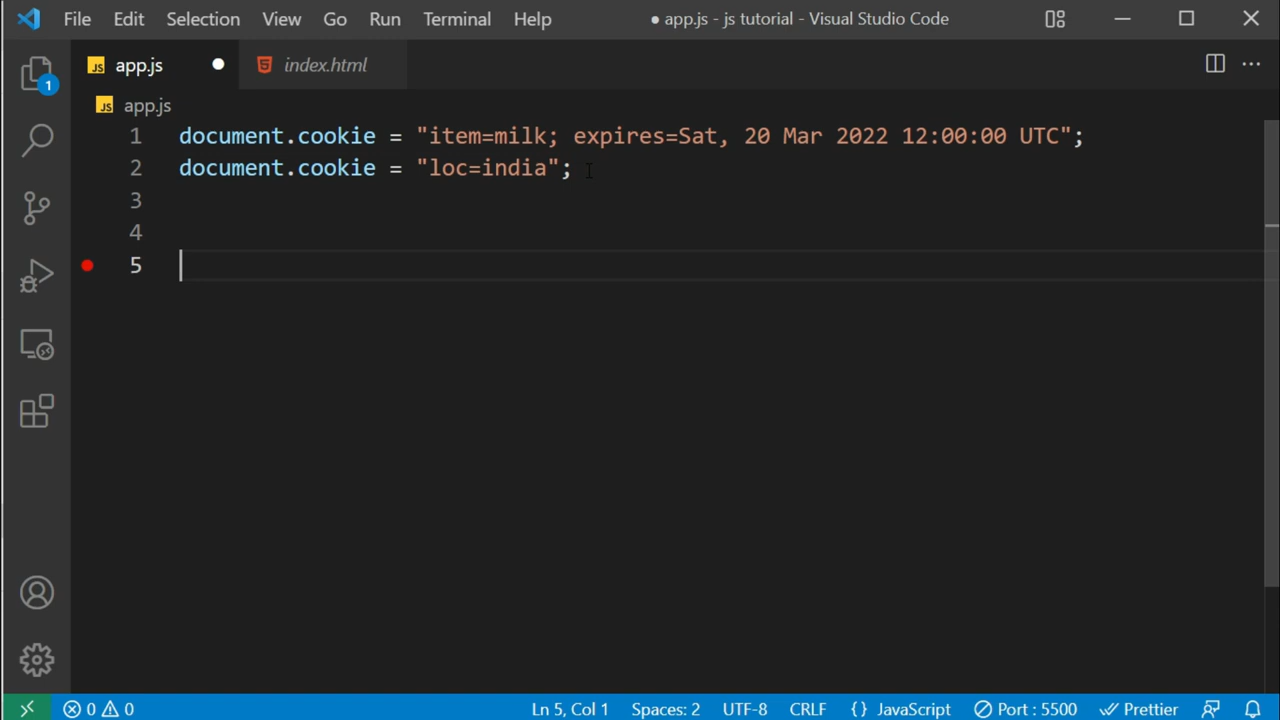 File Edit Selection View Go Run Terminal Help ● app.js - js tutorial - Visual Studio Code
JS app.js ● index.html
1
JS app.js
1 document.cookie = "item=milk; expires=Sat, 20 Mar 2022 12:00:00 UTC";
2 document.cookie = "loc=india";
3
4
5
0 0 Ln 5, Col 1 Spaces: 2 UTF-8 CRLF {} JavaScript Port : 5500 Prettier